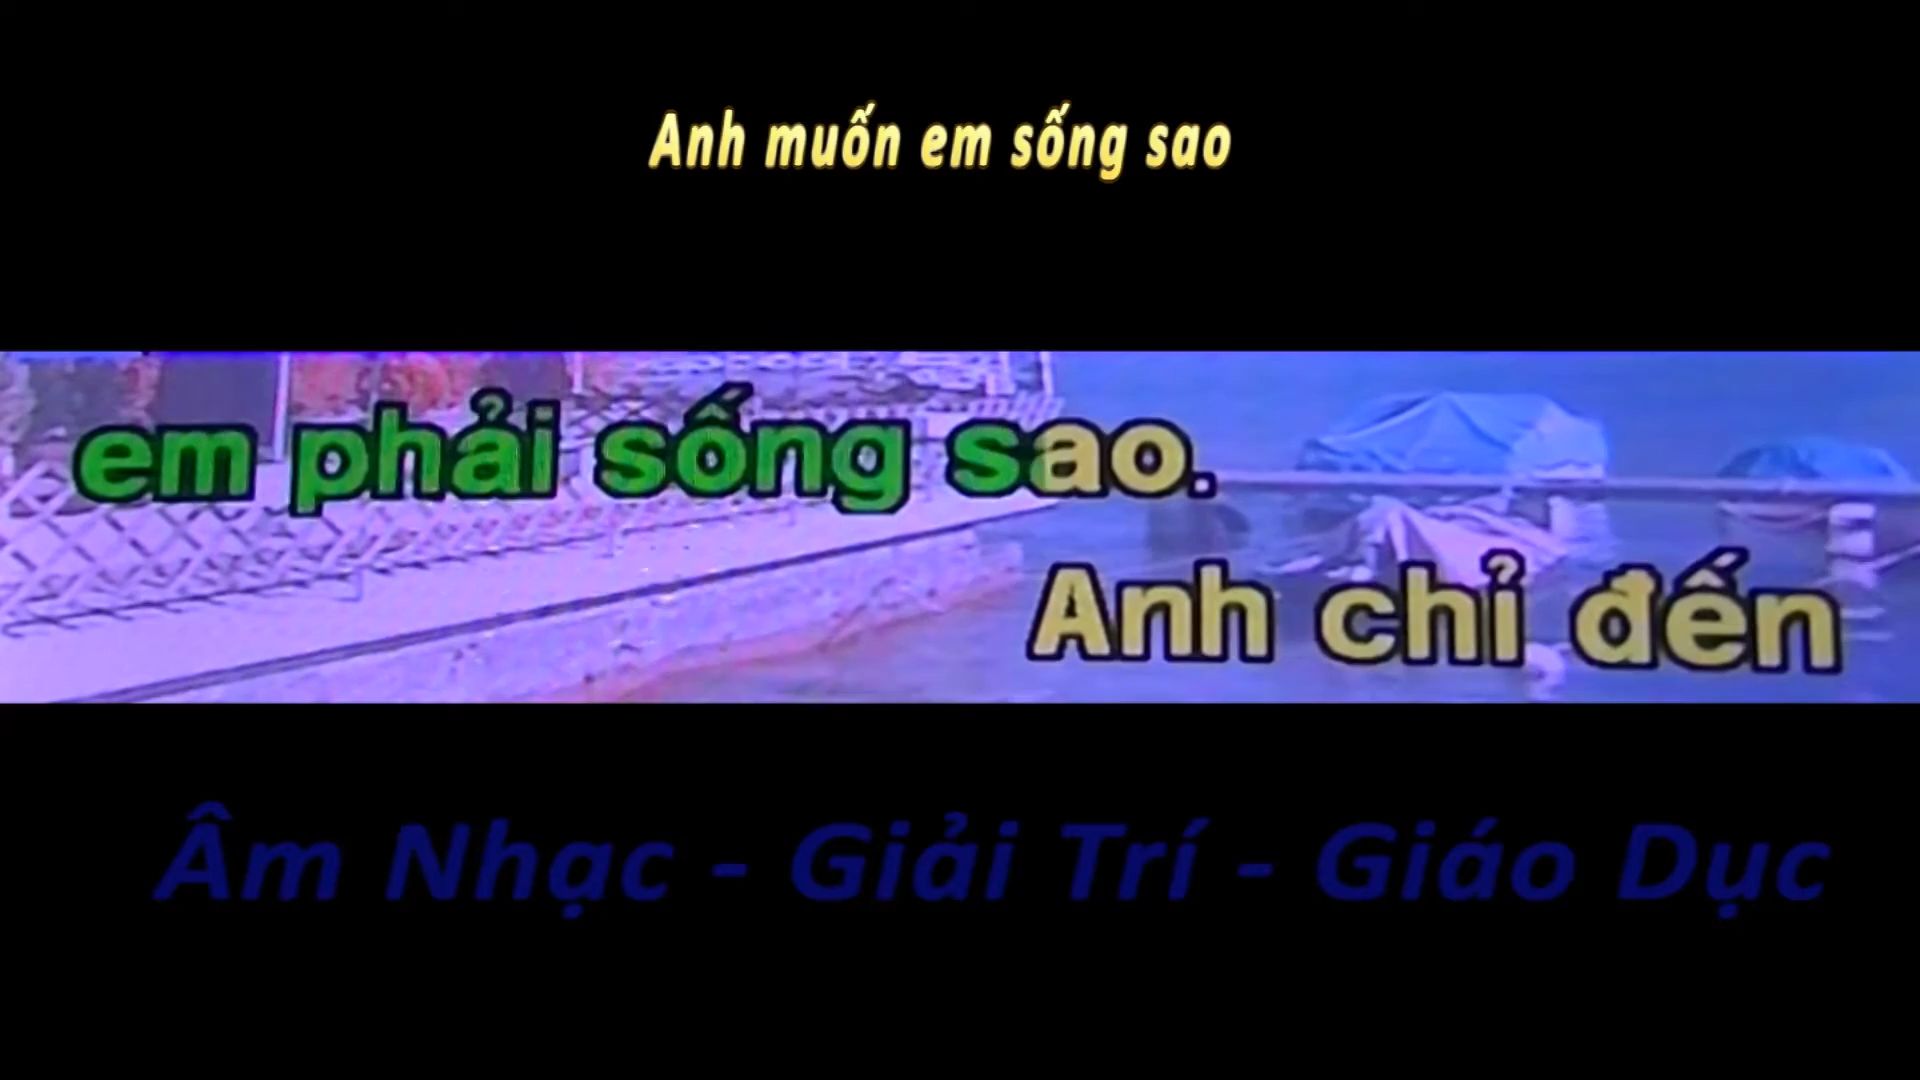 Anh muốn em sống sao
em phải sống sao.
Anh chỉ đến
Âm Nhạc - Giải Trí - Giáo Dục